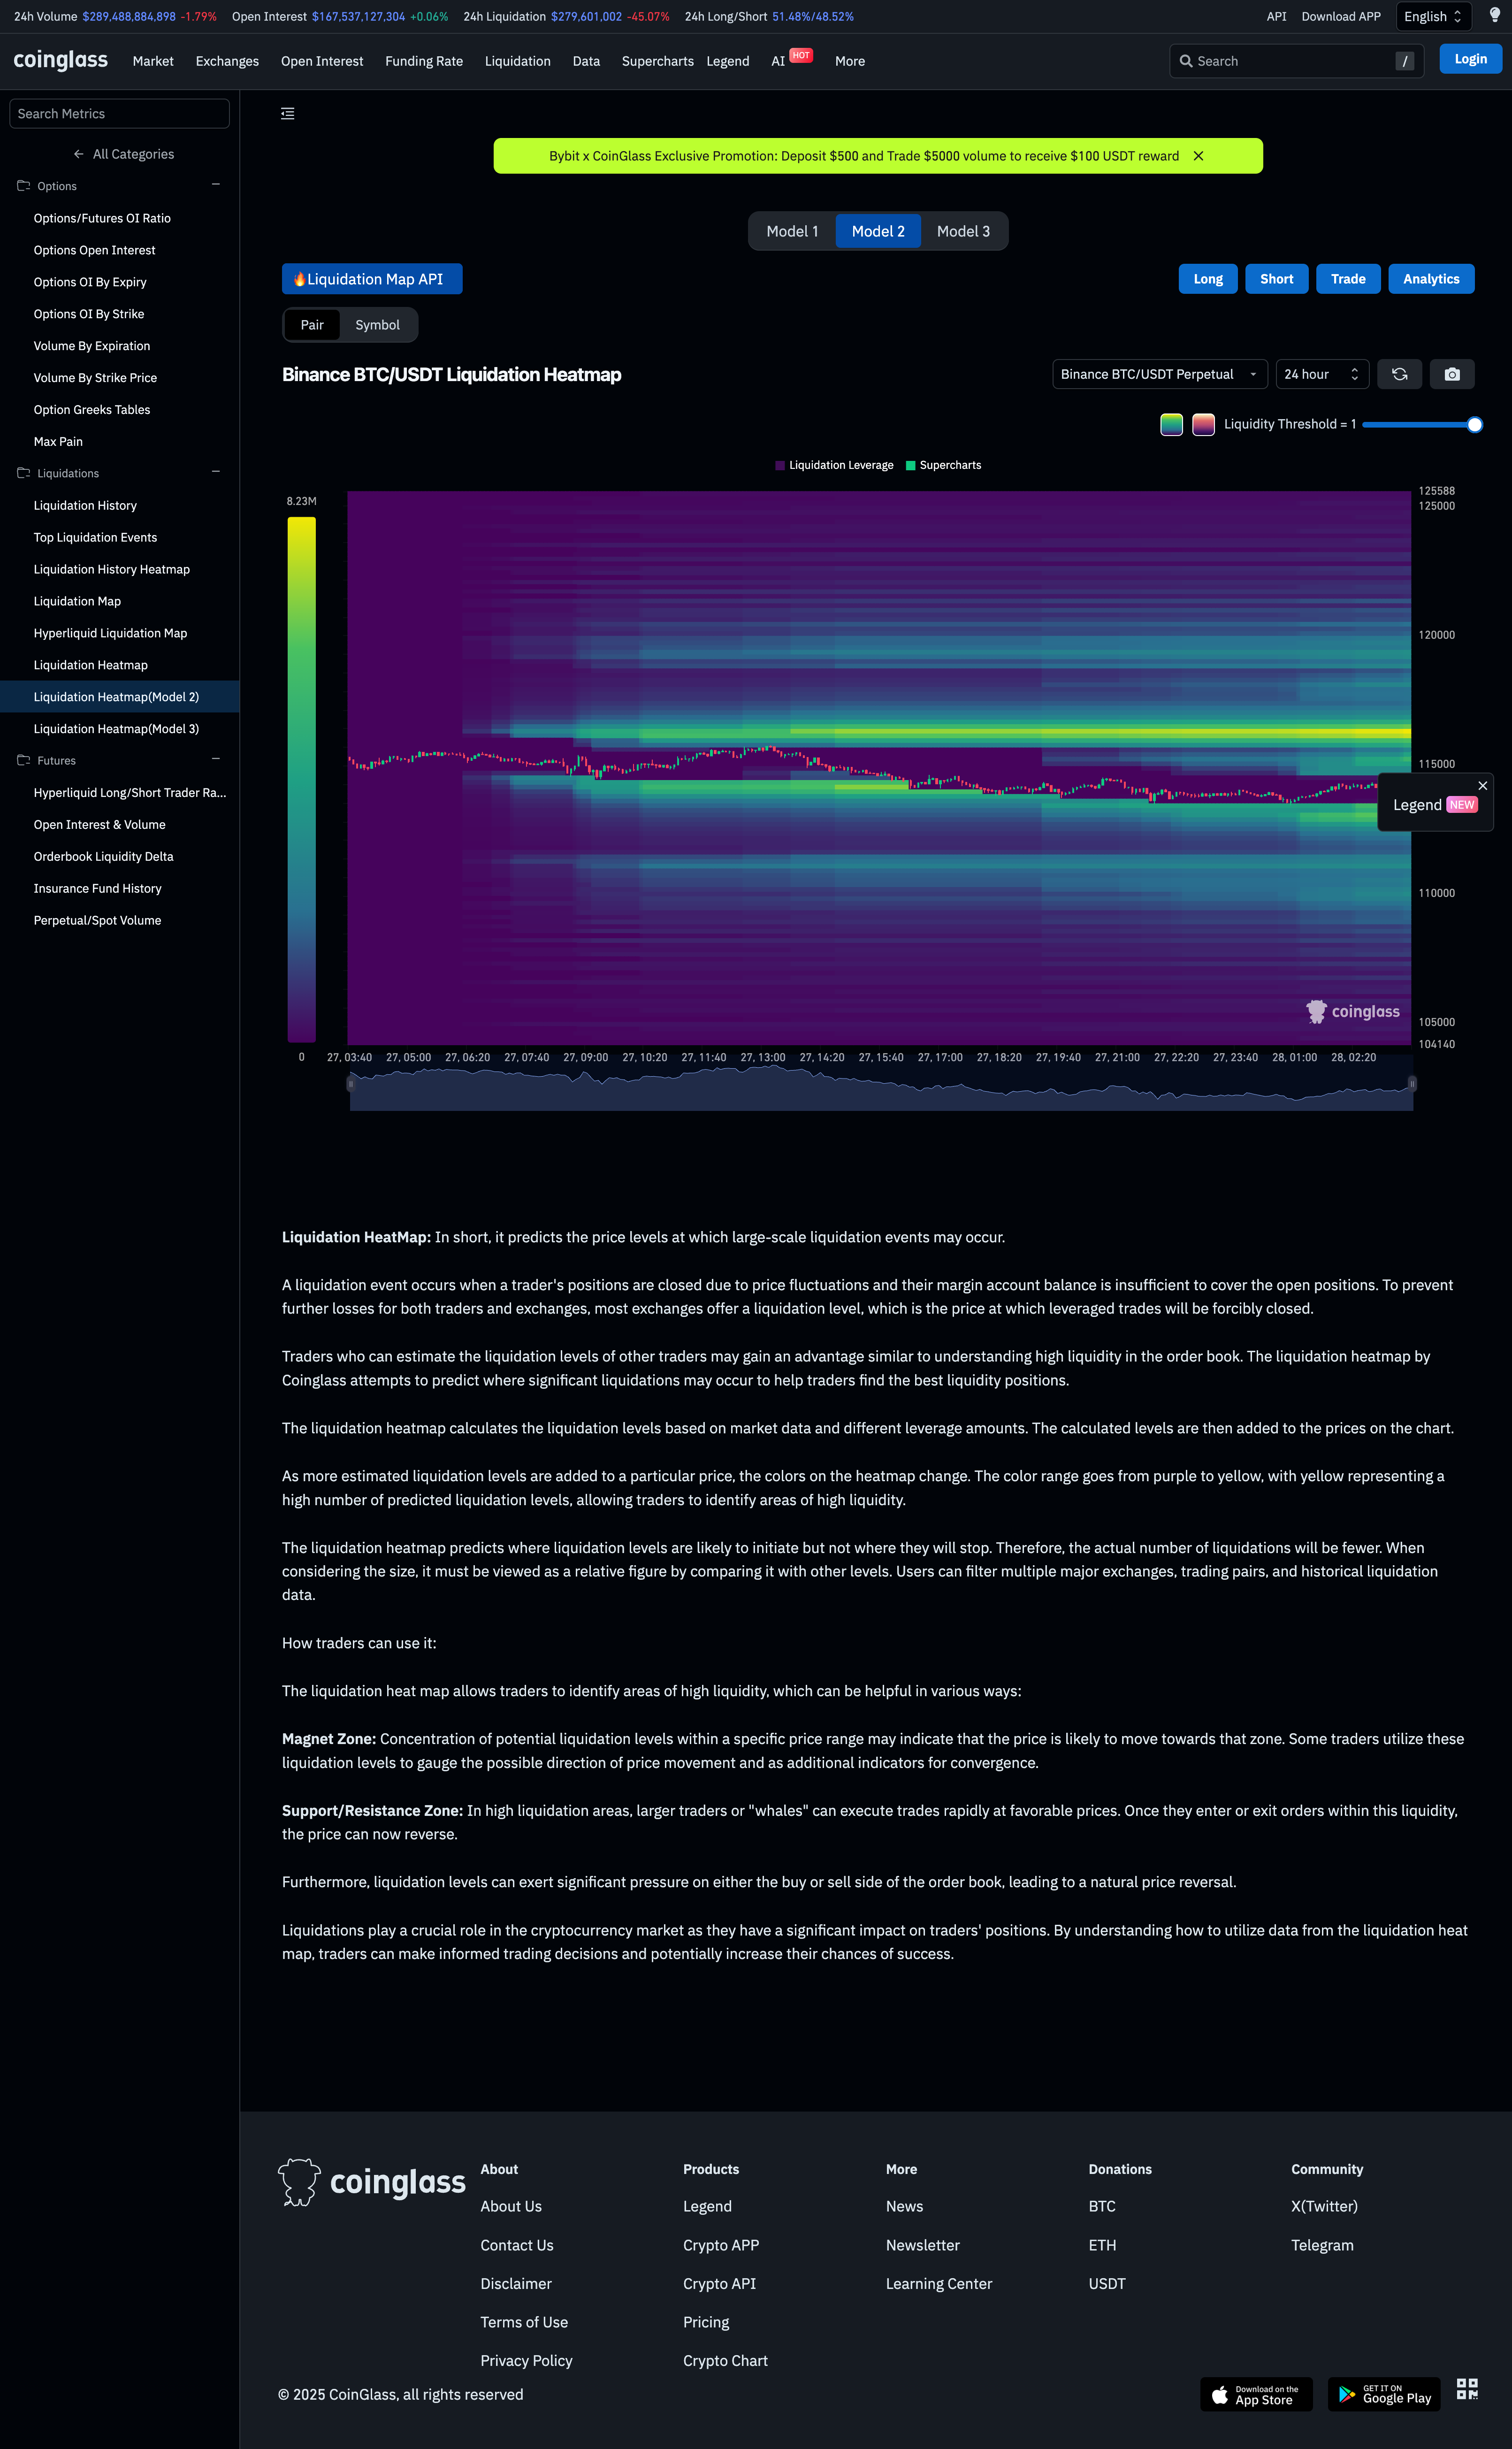 24h Volume $289,488,884,898 -1.79% Open Interest $167,537,127,304 +0.06% 24h Liquidation $279,601,002 -45.07% 24h Long/Short 51.48%/48.52% API Download APP English
coinglass Market Exchanges Open Interest Funding Rate Liquidation Data Supercharts Legend AI HOT More Search / Login
Search Metrics
All Categories
Options
Options/Futures OI Ratio
Options Open Interest
Options OI By Expiry
Options OI By Strike
Volume By Expiration
Volume By Strike Price
Option Greeks Tables
Max Pain
Liquidations
Liquidation History
Top Liquidation Events
Liquidation History Heatmap
Liquidation Map
Hyperliquid Liquidation Map
Liquidation Heatmap
Liquidation Heatmap(Model 2)
Liquidation Heatmap(Model 3)
Futures
Hyperliquid Long/Short Trader Ra...
Open Interest & Volume
Orderbook Liquidity Delta
Insurance Fund History
Perpetual/Spot Volume
Bybit x CoinGlass Exclusive Promotion: Deposit $500 and Trade $5000 volume to receive $100 USDT reward
Model 1 Model 2 Model 3
🔥Liquidation Map API Long Short Trade Analytics
Pair Symbol
Binance BTC/USDT Liquidation Heatmap Binance BTC/USDT Perpetual 24 hour
Liquidity Threshold = 1
Liquidation Leverage Supercharts
8.23M
0
125588
125000
120000
115000
110000
105000
104140
Legend NEW
coinglass
27, 03:40 27, 05:00 27, 06:20 27, 07:40 27, 09:00 27, 10:20 27, 11:40 27, 13:00 27, 14:20 27, 15:40 27, 17:00 27, 18:20 27, 19:40 27, 21:00 27, 22:20 27, 23:40 28, 01:00 28, 02:20
Liquidation HeatMap: In short, it predicts the price levels at which large-scale liquidation events may occur.
A liquidation event occurs when a trader's positions are closed due to price fluctuations and their margin account balance is insufficient to cover the open positions. To prevent
further losses for both traders and exchanges, most exchanges offer a liquidation level, which is the price at which leveraged trades will be forcibly closed.
Traders who can estimate the liquidation levels of other traders may gain an advantage similar to understanding high liquidity in the order book. The liquidation heatmap by
Coinglass attempts to predict where significant liquidations may occur to help traders find the best liquidity positions.
The liquidation heatmap calculates the liquidation levels based on market data and different leverage amounts. The calculated levels are then added to the prices on the chart.
As more estimated liquidation levels are added to a particular price, the colors on the heatmap change. The color range goes from purple to yellow, with yellow representing a
high number of predicted liquidation levels, allowing traders to identify areas of high liquidity.
The liquidation heatmap predicts where liquidation levels are likely to initiate but not where they will stop. Therefore, the actual number of liquidations will be fewer. When
considering the size, it must be viewed as a relative figure by comparing it with other levels. Users can filter multiple major exchanges, trading pairs, and historical liquidation
data.
How traders can use it:
The liquidation heat map allows traders to identify areas of high liquidity, which can be helpful in various ways:
Magnet Zone: Concentration of potential liquidation levels within a specific price range may indicate that the price is likely to move towards that zone. Some traders utilize these
liquidation levels to gauge the possible direction of price movement and as additional indicators for convergence.
Support/Resistance Zone: In high liquidation areas, larger traders or "whales" can execute trades rapidly at favorable prices. Once they enter or exit orders within this liquidity,
the price can now reverse.
Furthermore, liquidation levels can exert significant pressure on either the buy or sell side of the order book, leading to a natural price reversal.
Liquidations play a crucial role in the cryptocurrency market as they have a significant impact on traders' positions. By understanding how to utilize data from the liquidation heat
map, traders can make informed trading decisions and potentially increase their chances of success.
coinglass
About
About Us
Contact Us
Disclaimer
Terms of Use
Privacy Policy
Products
Legend
Crypto APP
Crypto API
Pricing
Crypto Chart
More
News
Newsletter
Learning Center
Donations
BTC
ETH
USDT
Community
X(Twitter)
Telegram
© 2025 CoinGlass, all rights reserved
Download on the
App Store
GET IT ON
Google Play